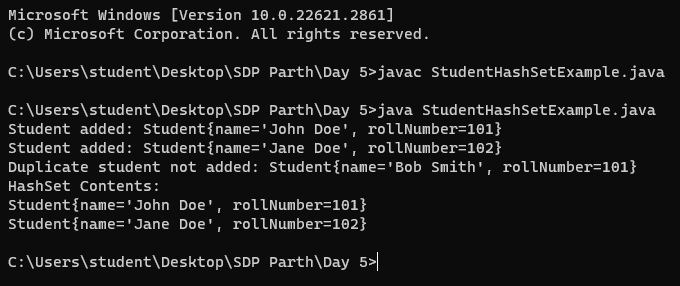 Microsoft Windows [Version 10.0.22621.2861]
(c) Microsoft Corporation. All rights reserved.
C:\Users\student\Desktop\SDP Parth\Day 5>javac StudentHashSetExample.java
C:\Users\student\Desktop\SDP Parth\Day 5>java StudentHashSetExample.java
Student added: Student{name='John Doe', rollNumber=101}
Student added: Student{name='Jane Doe', rollNumber=102}
Duplicate student not added: Student{name='Bob Smith', rollNumber=101}
HashSet Contents:
Student{name='John Doe', rollNumber=101}
Student{name='Jane Doe', rollNumber=102}
C:\Users\student\Desktop\SDP Parth\Day 5>